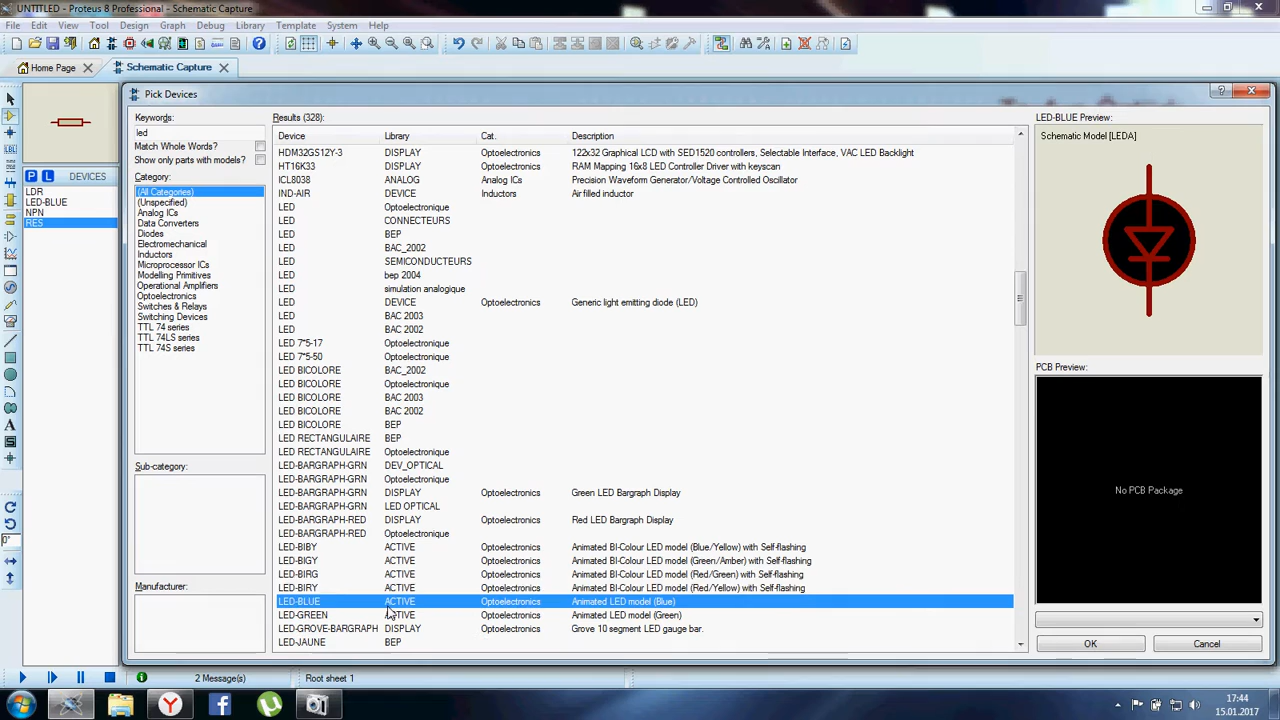 UNTITLED - Proteus 8 Professional - Schematic Capture
File Edit View Tool Design Graph Debug Library Template System Help
Home Page Schematic Capture
Pick Devices
Keywords:
led
Match Whole Words?
Show only parts with models?
Category:
(All Categories)
(Unspecified)
Analog ICs
Data Converters
Diodes
Electromechanical
Inductors
Microprocessor ICs
Modelling Primitives
Operational Amplifiers
Optoelectronics
Switches & Relays
Switching Devices
TTL 74 series
TTL 74LS series
TTL 74S series
Sub-category:
Manufacturer:
P L DEVICES
LDR
LED-BLUE
NPN
RES
LBL
A
0°
Results (328):
Device Library Cat. Description
HDM32GS12Y-3 DISPLAY Optoelectronics 122x32 Graphical LCD with SED1520 controllers, Selectable Interface, VAC LED Backlight
HT16K33 DISPLAY Optoelectronics RAM Mapping 16x8 LED Controller Driver with keyscan
ICL8038 ANALOG Analog ICs Precision Waveform Generator/Voltage Controlled Oscillator
IND-AIR DEVICE Inductors Air filled inductor
LED Optoelectronique
LED CONNECTEURS
LED BEP
LED BAC_2002
LED SEMICONDUCTEURS
LED bep 2004
LED simulation analogique
LED DEVICE Optoelectronics Generic light emitting diode (LED)
LED BAC 2003
LED BAC 2002
LED 7*5-17 Optoelectronique
LED 7*5-50 Optoelectronique
LED BICOLORE BAC_2002
LED BICOLORE Optoelectronique
LED BICOLORE BAC 2003
LED BICOLORE BAC 2002
LED BICOLORE BEP
LED RECTANGULAIRE BEP
LED RECTANGULAIRE Optoelectronique
LED-BARGRAPH-GRN DEV_OPTICAL
LED-BARGRAPH-GRN Optoelectronique
LED-BARGRAPH-GRN DISPLAY Optoelectronics Green LED Bargraph Display
LED-BARGRAPH-GRN LED OPTICAL
LED-BARGRAPH-RED DISPLAY Optoelectronics Red LED Bargraph Display
LED-BARGRAPH-RED Optoelectronique
LED-BIBY ACTIVE Optoelectronics Animated BI-Colour LED model (Blue/Yellow) with Self-flashing
LED-BIGY ACTIVE Optoelectronics Animated BI-Colour LED model (Green/Amber) with Self-flashing
LED-BIRG ACTIVE Optoelectronics Animated BI-Colour LED model (Red/Green) with Self-flashing
LED-BIRY ACTIVE Optoelectronics Animated BI-Colour LED model (Red/Yellow) with Self-flashing
LED-BLUE ACTIVE Optoelectronics Animated LED model (Blue)
LED-GREEN ACTIVE Optoelectronics Animated LED model (Green)
LED-GROVE-BARGRAPH DISPLAY Optoelectronics Grove 10 segment LED gauge bar.
LED-JAUNE BEP
LED-BLUE Preview:
Schematic Model [LEDA]
PCB Preview:
No PCB Package
OK Cancel
2 Message(s) Root sheet 1
17:44
15.01.2017